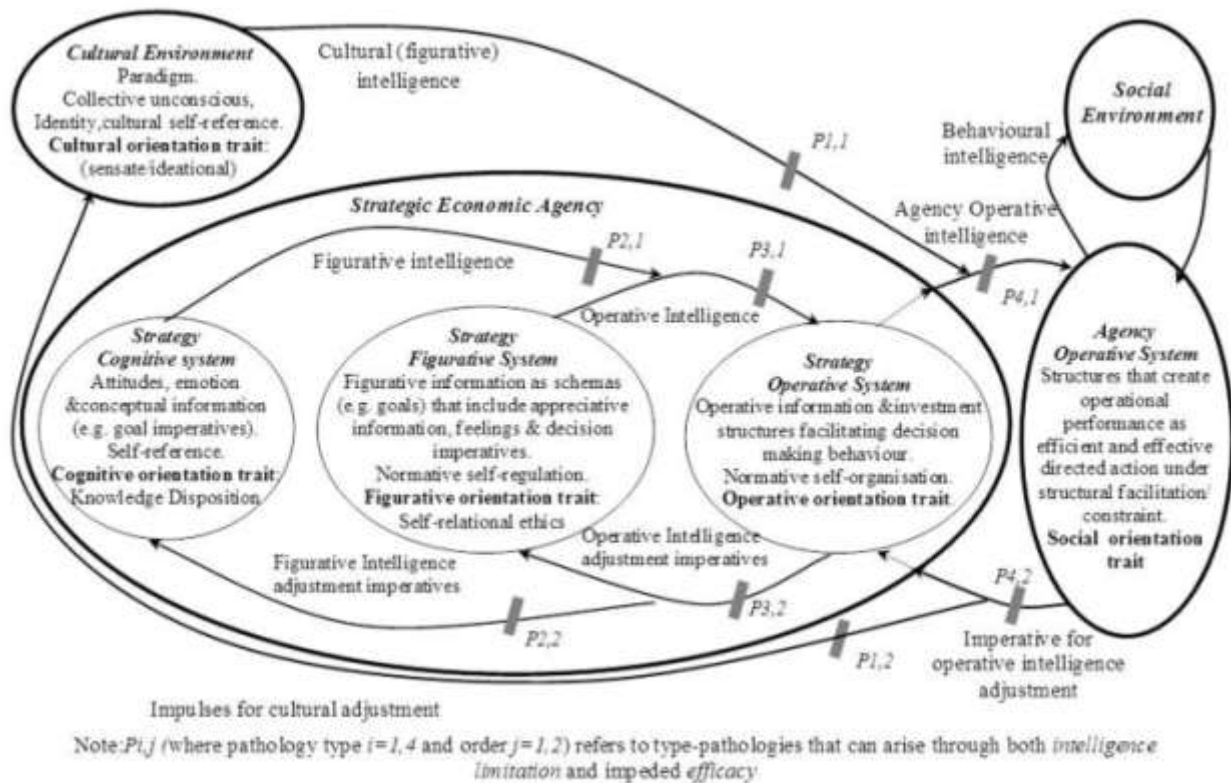 Cultural Environment
Paradigm.
Collective unconscious,
Identity,cultural self-reference.
Cultural orientation trait:
(sensate/ideational)
Cultural (figurative)
intelligence
P1,1
Social
Environment
Behavioural
intelligence
Strategic Economic Agency
Agency Operative
intelligence
P2,1
P3,1
P4,1
Figurative intelligence
Operative Intelligence
Strategy
Cognitive system
Attitudes, emotion
&conceptual information
(e.g. goal imperatives).
Self-reference.
Cognitive orientation trait:
Knowledge Disposition
Strategy
Figurative System
Figurative information as schemas
(e.g. goals) that include appreciative
information, feelings & decision
imperatives.
Normative self-regulation.
Figurative orientation trait:
Self-relational ethics
Strategy
Operative System
Operative information &investment
structures facilitating decision
making behaviour.
Normative self-organisation.
Operative orientation trait.
Agency
Operative System
Structures that create
operational
performance as
efficient and effective
directed action under
structural facilitation/
constraint.
Social orientation
trait
Figurative Intelligence
adjustment imperatives
Operative Intelligence
adjustment imperatives
P2,2
P3,2
P1,2
P4,2
Imperative for
operative intelligence
adjustment
Impulses for cultural adjustment
Note:Pi,j (where pathology type i=1,4 and order j=1,2) refers to type-pathologies that can arise through both intelligence
limitation and impeded efficacy